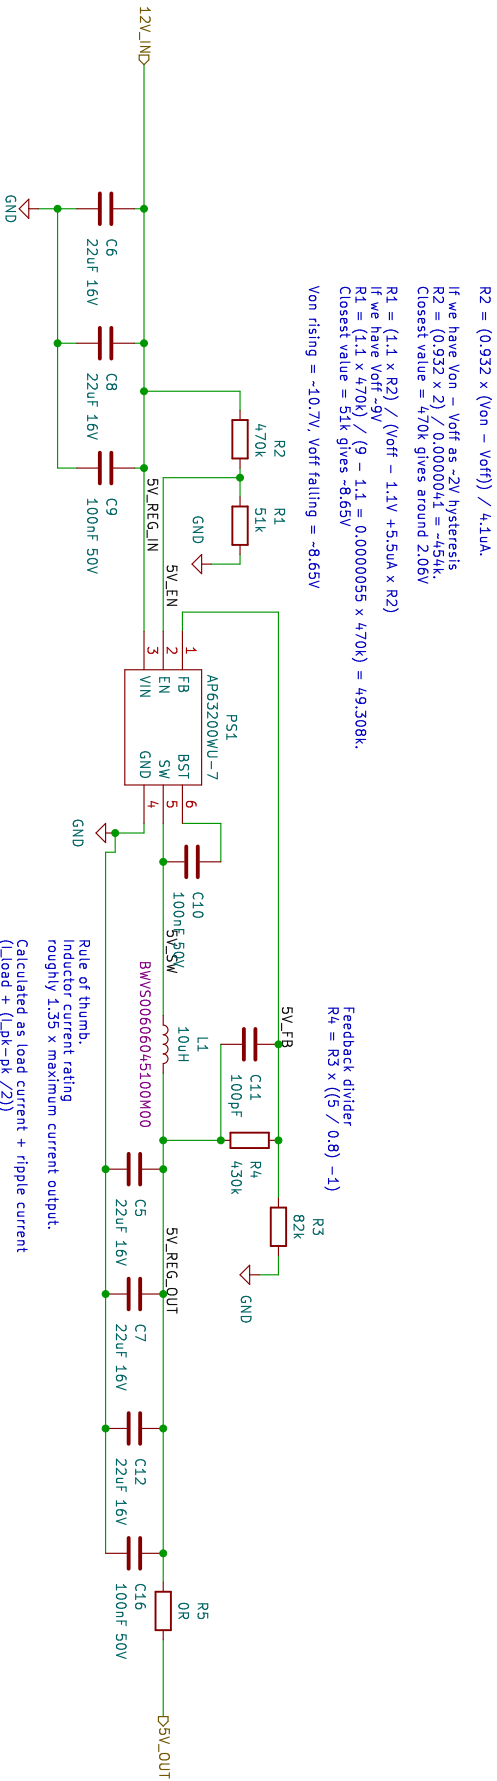 R2 = (0.932 x (Von - Voff)) / 4.1uA.
If we have Von - Voff as ~2V hysteresis
R2 = (0.932 x 2) / 0.0000041 = ~454k.
Closest value = 470k gives around 2.06V
R1 = (1.1 x R2) / (Voff - 1.1V +5.5uA x R2)
If we have Voff ~9V
R1 = (1.1 x 470k) / (9 - 1.1 = 0.0000055 x 470k) = 49.308k.
Closest value = 51k gives ~8.65V
Von rising = ~10.7V, Voff falling = ~8.65V
12V_IN
GND
C6
22uF 16V
C8
22uF 16V
C9
100nF 50V
R2
470k
R1
51k
GND
5V_REG_IN
5V_EN
PS1
AP63200WU-7
1
2
3
FB
EN
VIN
BST
SW
GND
6
5
4
GND
C10
100nF 50V
5V_SW
L1
10uH
BWVS00606045100M00
Feedback divider
R4 = R3 x ((5 / 0.8) -1)
5V_FB
C11
100pF
R4
430k
R3
82k
GND
C5
22uF 16V
5V_REG_OUT
C7
22uF 16V
C12
22uF 16V
C16
100nF 50V
R5
0R
5V_OUT
Rule of thumb.
Inductor current rating
roughly 1.35 x maximum current output.
Calculated as load current + ripple current
(I_load + (I_pk-pk /2))